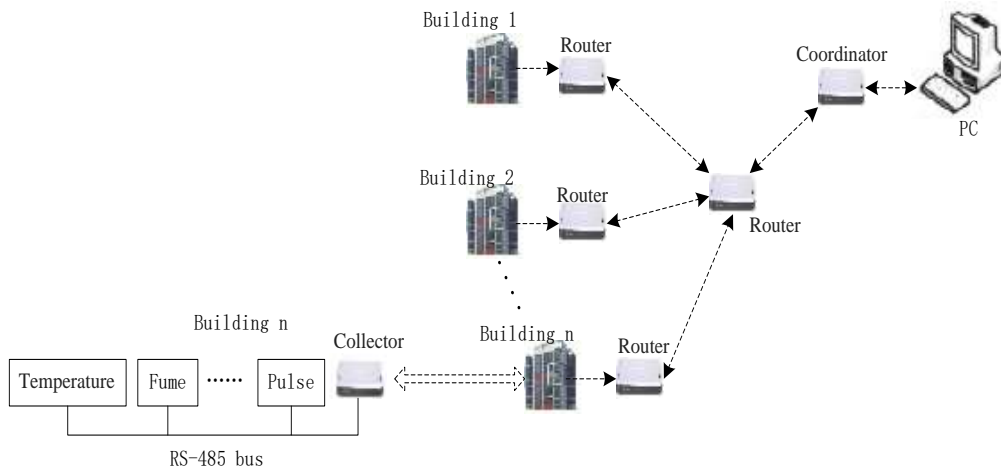 Building 1
Router
Coordinator
PC
Building 2
Router
Router
Building n
Building n
Collector
Router
Temperature
Fume
Pulse
RS-485 bus